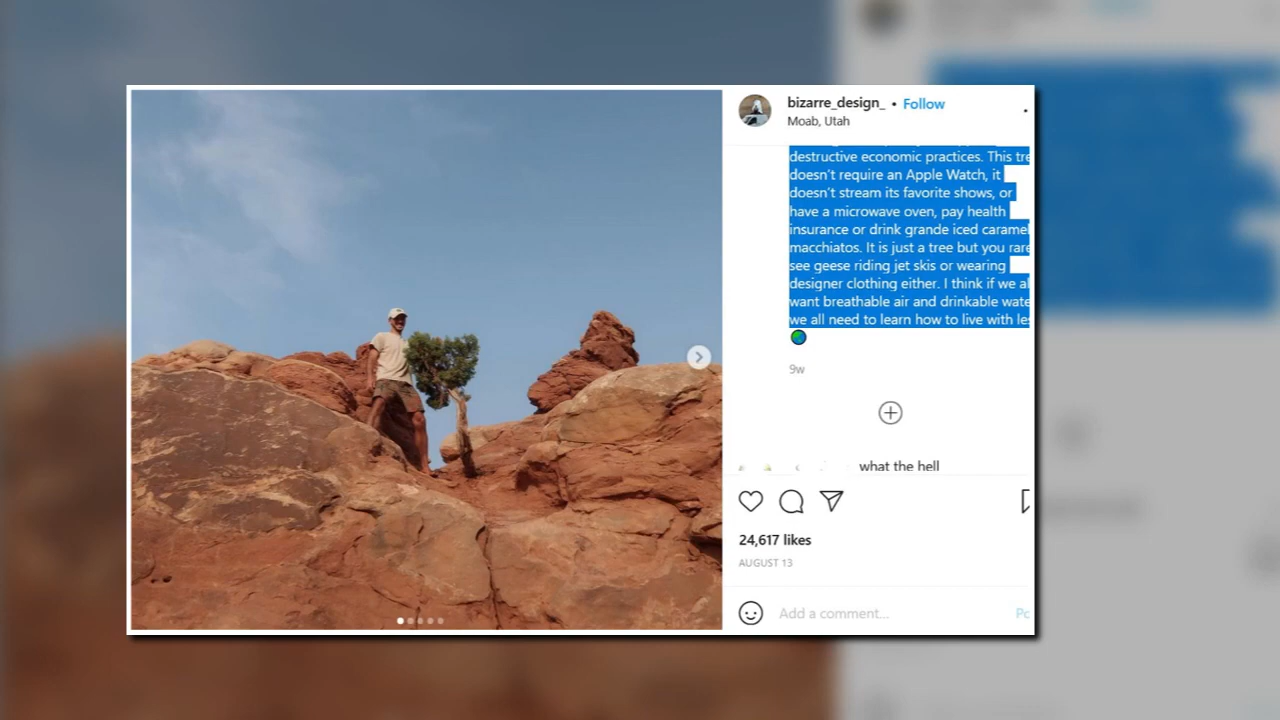 bizarre_design_ • Follow
Moab, Utah
destructive economic practices. This tre
doesn't require an Apple Watch, it
doesn't stream its favorite shows, or
have a microwave oven, pay health
insurance or drink grande iced caramel
macchiatos. It is just a tree but you rare
see geese riding jet skis or wearing
designer clothing either. I think if we al
want breathable air and drinkable wate
we all need to learn how to live with les
9w
what the hell
24,617 likes
AUGUST 13
Add a comment...
Po